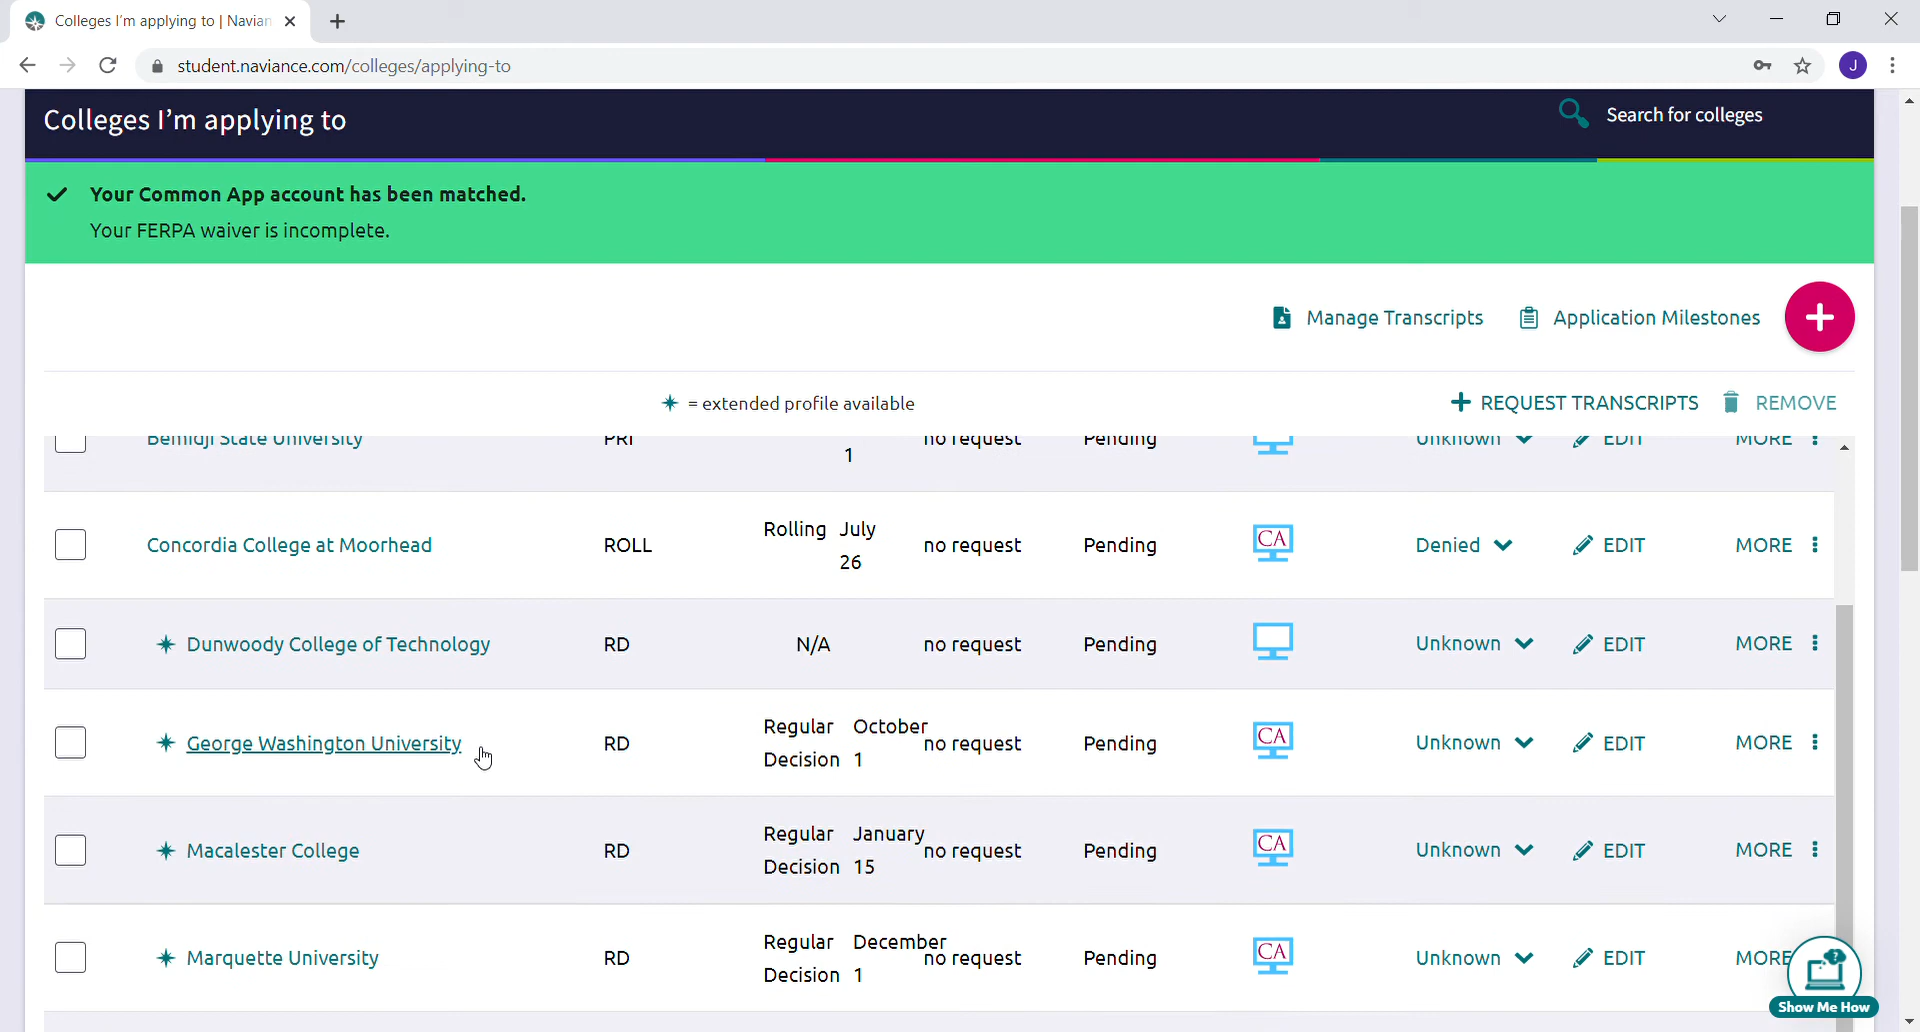 Colleges I'm applying to | Navian
student.naviance.com/colleges/applying-to
J
Colleges I'm applying to
Search for colleges
Your Common App account has been matched.
Your FERPA waiver is incomplete.
Manage Transcripts
Application Milestones
= extended profile available
REQUEST TRANSCRIPTS
REMOVE
Bemidji State University PRI 1 no request Pending Unknown EDIT MORE
Concordia College at Moorhead ROLL Rolling July 26 no request Pending CA Denied EDIT MORE
Dunwoody College of Technology RD N/A no request Pending Unknown EDIT MORE
George Washington University RD Regular Decision October 1 no request Pending CA Unknown EDIT MORE
Macalester College RD Regular Decision January 15 no request Pending CA Unknown EDIT MORE
Marquette University RD Regular Decision December 1 no request Pending CA Unknown EDIT MORE
?
Show Me How